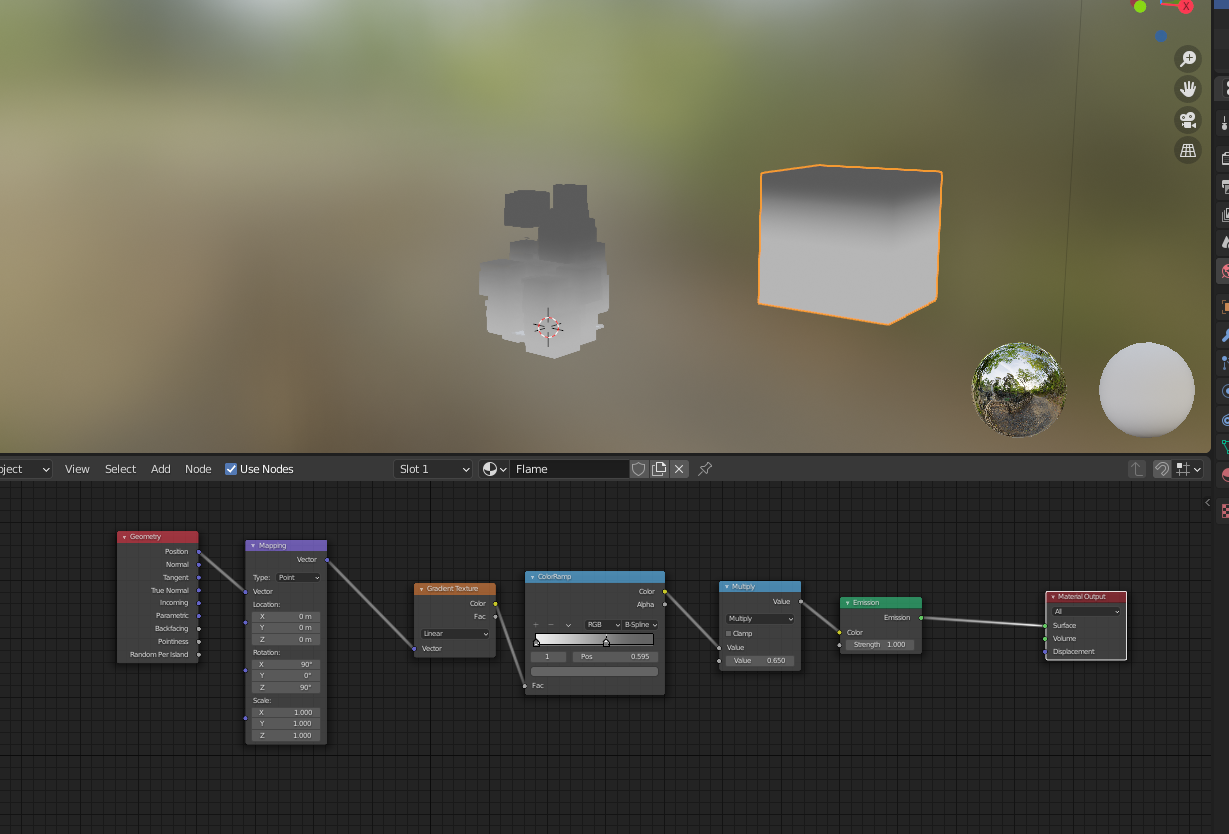 X
oject View Select Add Node Use Nodes Slot 1 Flame
Geometry
Position
Normal
Tangent
True Normal
Incoming
Parametric
Backfacing
Pointiness
Random Per Island
Mapping
Vector
Type: Point
Vector
Location:
X 0 m
Y 0 m
Z 0 m
Rotation:
X 90°
Y 0°
Z 90°
Scale:
X 1.000
Y 1.000
Z 1.000
Gradient Texture
Color
Fac
Linear
Vector
ColorRamp
Color
Alpha
+ − RGB B-Spline
1 Pos 0.595
Fac
Multiply
Value
Multiply
Clamp
Value
Value 0.650
Emission
Emission
Color
Strength 1.000
Material Output
All
Surface
Volume
Displacement